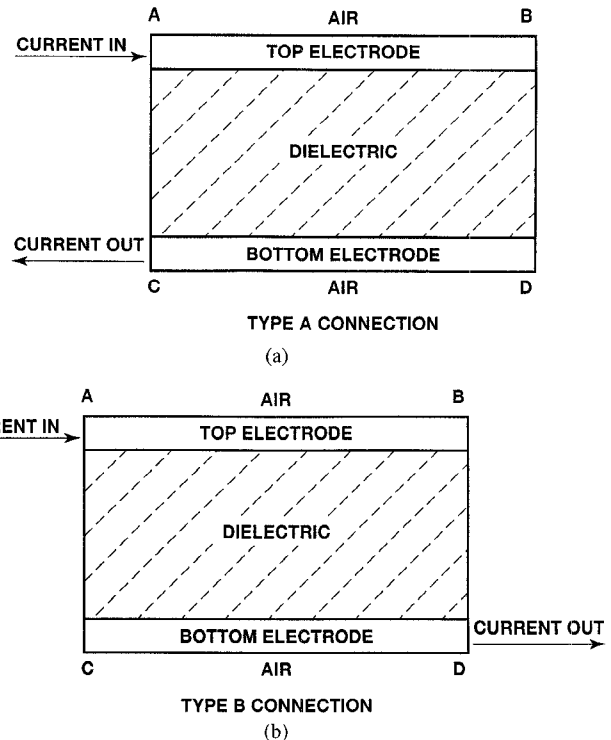 A AIR B
CURRENT IN
TOP ELECTRODE
DIELECTRIC
CURRENT OUT
BOTTOM ELECTRODE
C AIR D
TYPE A CONNECTION
(a)
A AIR B
ENT IN
TOP ELECTRODE
DIELECTRIC
CURRENT OUT
BOTTOM ELECTRODE
C AIR D
TYPE B CONNECTION
(b)